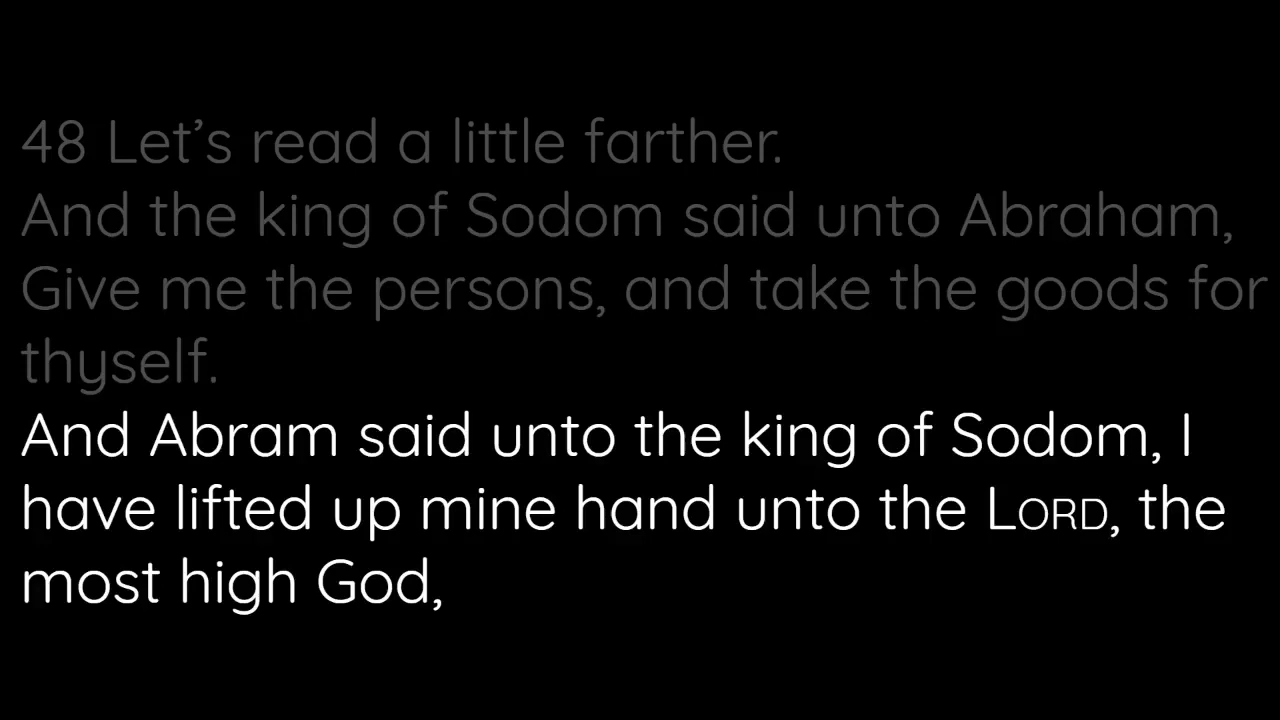 48 Let’s read a little farther.
And the king of Sodom said unto Abraham,
Give me the persons, and take the goods for
thyself.
And Abram said unto the king of Sodom, I
have lifted up mine hand unto the LORD, the
most high God,